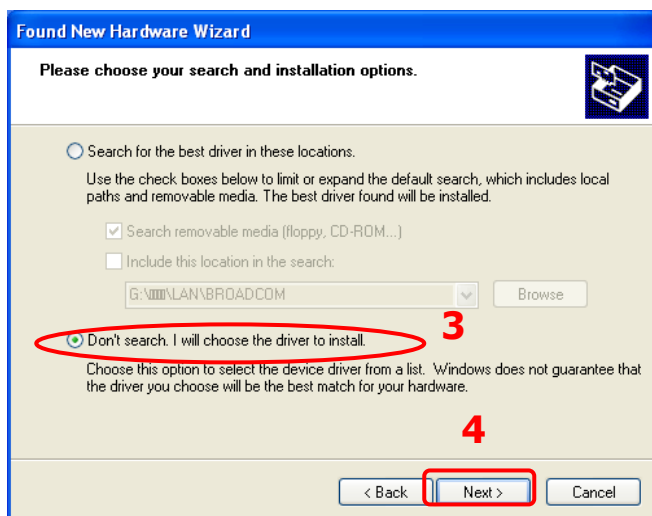 Found New Hardware Wizard
Please choose your search and installation options.
Search for the best driver in these locations.
Use the check boxes below to limit or expand the default search, which includes local
paths and removable media. The best driver found will be installed.
Search removable media (floppy, CD-ROM...)
Include this location in the search:
\LAN\BROADCOM
Browse
3
Don't search. I will choose the driver to install.
Choose this option to select the device driver from a list. Windows does not guarantee that
the driver you choose will be the best match for your hardware.
4
< Back
Next >
Cancel